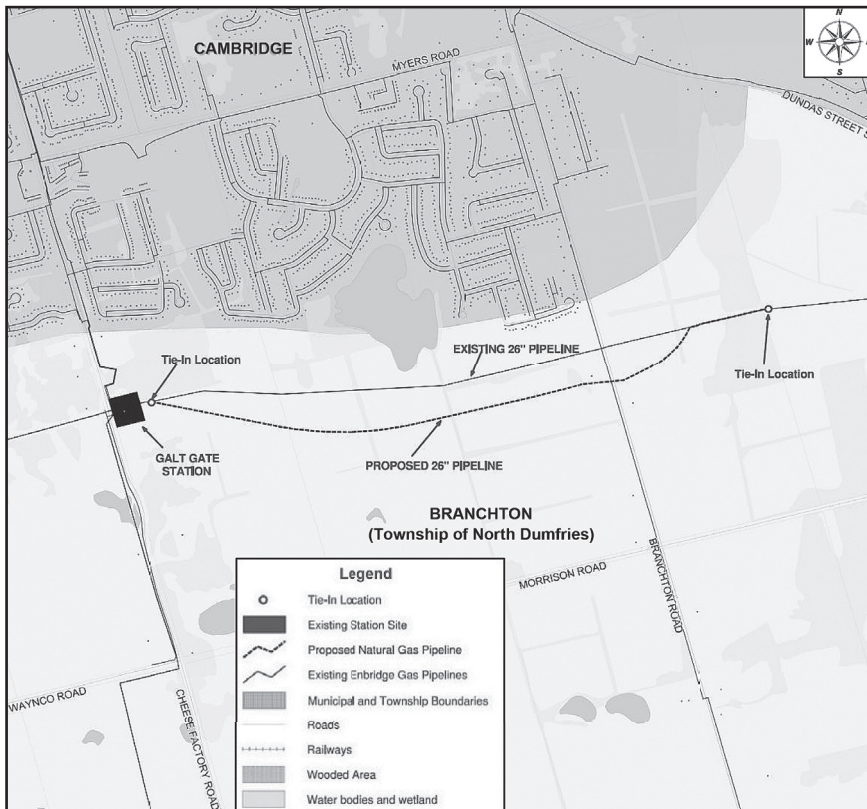 N
W E
S
CAMBRIDGE
MYERS ROAD
DUNDAS STREET S
EXISTING 26" PIPELINE
Tie-In Location
Tie-In Location
GALT GATE
STATION
PROPOSED 26" PIPELINE
BRANCHTON
(Township of North Dumfries)
MORRISON ROAD
BRANCHTON ROAD
WAYNCO ROAD
CHEESE FACTORY ROAD
Legend
Tie-In Location
Existing Station Site
Proposed Natural Gas Pipeline
Existing Enbridge Gas Pipelines
Municipal and Township Boundaries
Roads
Railways
Wooded Area
Water bodies and wetland